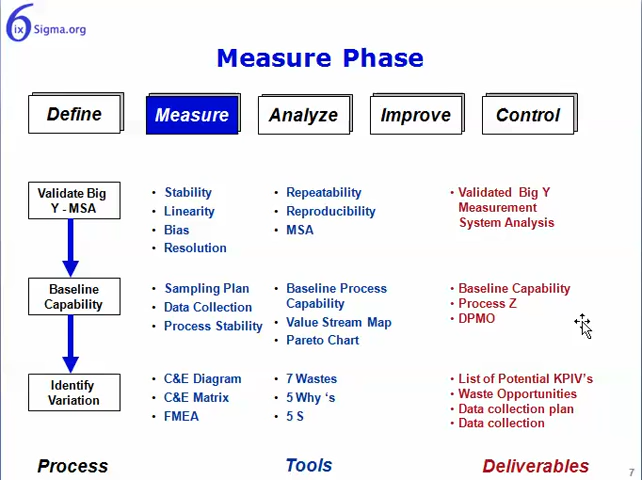 6ixSigma.org
Measure Phase
Define
Measure
Analyze
Improve
Control
Validate Big
Y - MSA
• Stability
• Linearity
• Bias
• Resolution
• Repeatability
• Reproducibility
• MSA
• Validated Big Y
Measurement
System Analysis
Baseline
Capability
• Sampling Plan
• Data Collection
• Process Stability
• Baseline Process
Capability
• Value Stream Map
• Pareto Chart
• Baseline Capability
• Process Z
• DPMO
Identify
Variation
• C&E Diagram
• C&E Matrix
• FMEA
• 7 Wastes
• 5 Why 's
• 5 S
• List of Potential KPIV's
• Waste Opportunities
• Data collection plan
• Data collection
Process
Tools
Deliverables
7